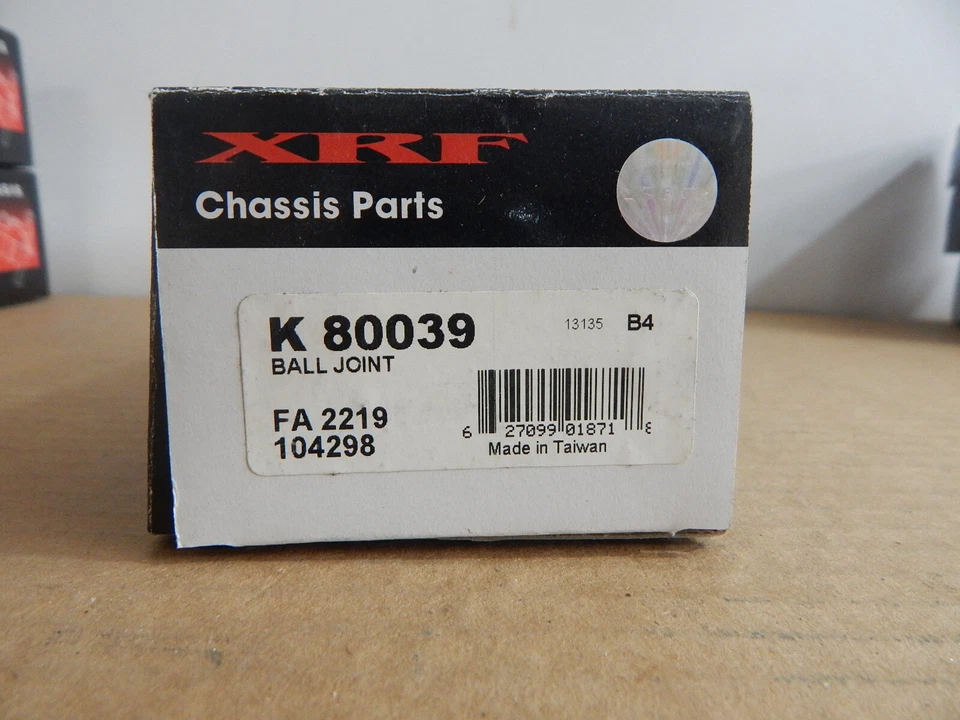 XRF
Chassis Parts
K 80039 13135 B4
BALL JOINT
FA 2219
104298
6 27099 01871 8
Made in Taiwan